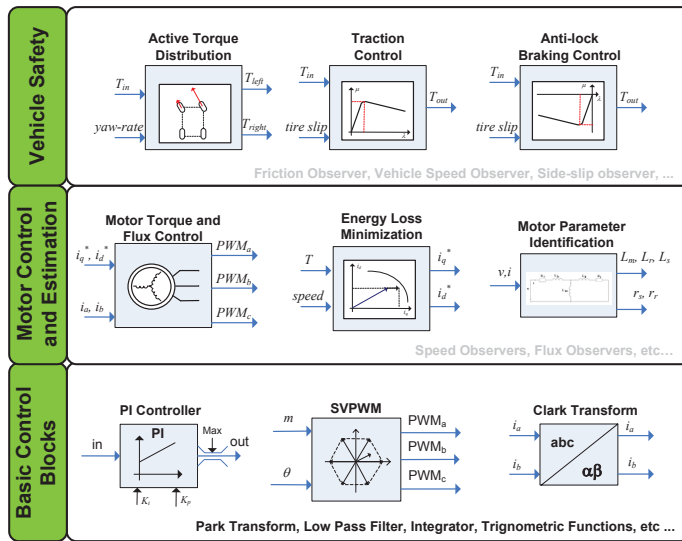 Vehicle Safety
Active Torque
Distribution
T_in
yaw-rate
T_left
T_right
Traction
Control
T_in
tire slip
μ
λ
T_out
Anti-lock
Braking Control
T_in
tire slip
μ
λ
T_out
Friction Observer, Vehicle Speed Observer, Side-slip observer, ...
Motor Control
and Estimation
Motor Torque and
Flux Control
i_q^*, i_d^*
i_a, i_b
PWM_a
PWM_b
PWM_c
Energy Loss
Minimization
T
speed
i_d
i_q
i_q^*
i_d^*
Motor Parameter
Identification
v,i
L_m, L_r, L_s
r_s, r_r
Speed Observers, Flux Observers, etc...
Basic Control
Blocks
PI Controller
in
PI
Max
out
K_i
K_p
SVPWM
m
θ
PWM_a
PWM_b
PWM_c
Clark Transform
i_a
i_b
abc
αβ
i_a
i_b
Park Transform, Low Pass Filter, Integrator, Trignometric Functions, etc ...